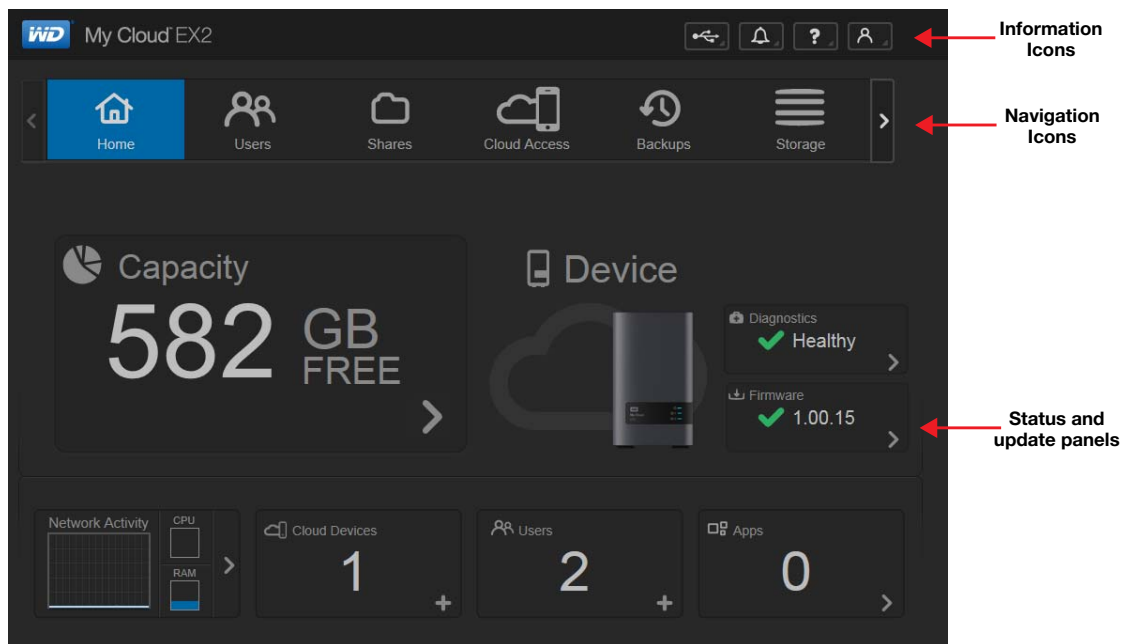 WD My Cloud EX2
?
Information
Icons
Home
Users
Shares
Cloud Access
Backups
Storage
Navigation
Icons
Capacity
582 GB
FREE
Device
Diagnostics
Healthy
Firmware
1.00.15
Status and
update panels
Network Activity
CPU
RAM
Cloud Devices
1
Users
2
Apps
0